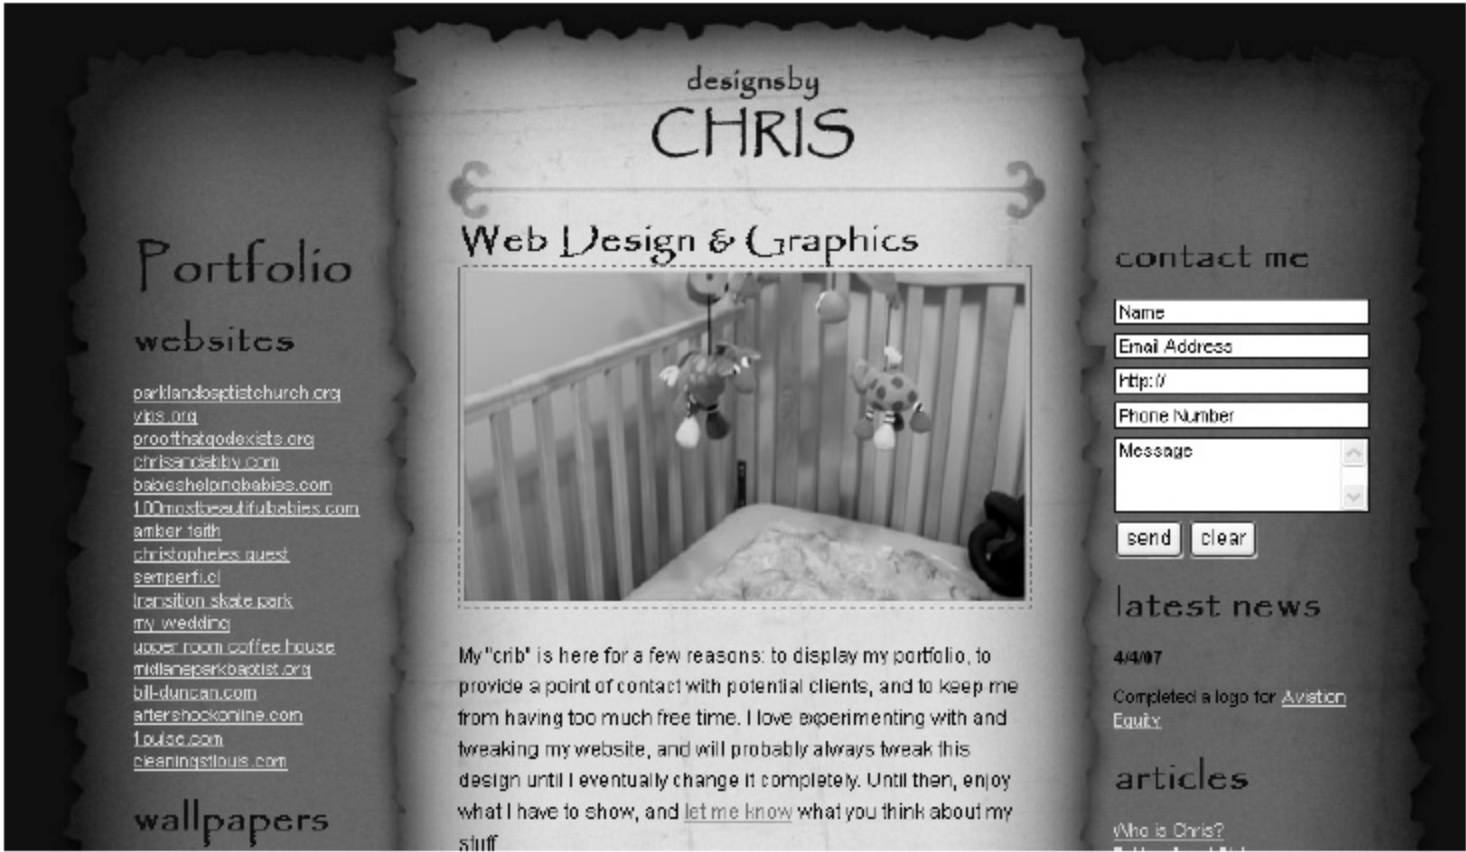 designsby
CHRIS
Portfolio
websites
parklandbaptistchurch.org
vips.org
proofthatgodexists.org
chrisandabby.com
babieshelpingbabies.com
100mostbeautifulbabies.com
amber faith
christopheles quest
semperfi.cl
transition skate park
my wedding
upper room coffee house
midlaneparkbaptist.org
bill-duncan.com
aftershockonline.com
1pulse.com
cleaningstlouis.com
wallpapers
Web Design & Graphics
My "crib" is here for a few reasons: to display my portfolio, to
provide a point of contact with potential clients, and to keep me
from having too much free time. I love experimenting with and
tweaking my website, and will probably always tweak this
design until I eventually change it completely. Until then, enjoy
what I have to show, and let me know what you think about my
stuff
contact me
Name
Email Address
http://
Phone Number
Message
send clear
latest news
4/4/07
Completed a logo for Aviation
Equity
articles
Who is Chris?